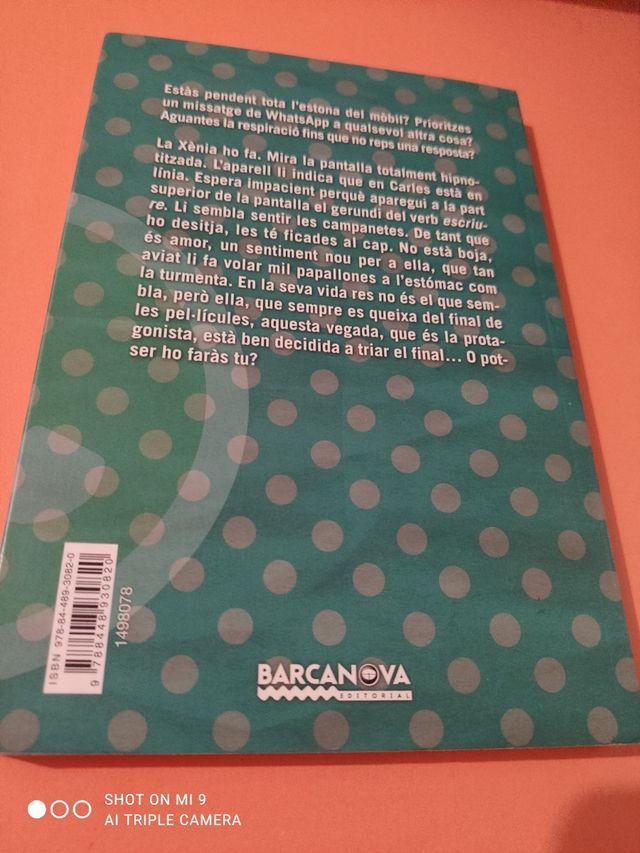 Estàs pendent tota l'estona del mòbil? Prioritzes
un missatge de WhatsApp a qualsevol altra cosa?
Aguantes la respiració fins que no reps una resposta?
La Xènia ho fa. Mira la pantalla totalment hipno-
titzada. L'aparell li indica que en Carles està en
línia. Espera impacient perquè aparegui a la part
superior de la pantalla el gerundi del verb escriu-
re. Li sembla sentir les campanetes. De tant que
ho desitja, les té ficades al cap. No està boja,
és amor, un sentiment nou per a ella, que tan
aviat li fa volar mil papallones a l'estómac com
la turmenta. En la seva vida res no és el que sem-
bla, però ella, que sempre es queixa del final de
les pel·lícules, aquesta vegada, que és la prota-
gonista, està ben decidida a triar el final... O pot-
ser ho faràs tu?
ISBN 978-84-489-3082-0
9 788448 930820
1498078
BARCANOVA
EDITORIAL
SHOT ON MI 9
AI TRIPLE CAMERA